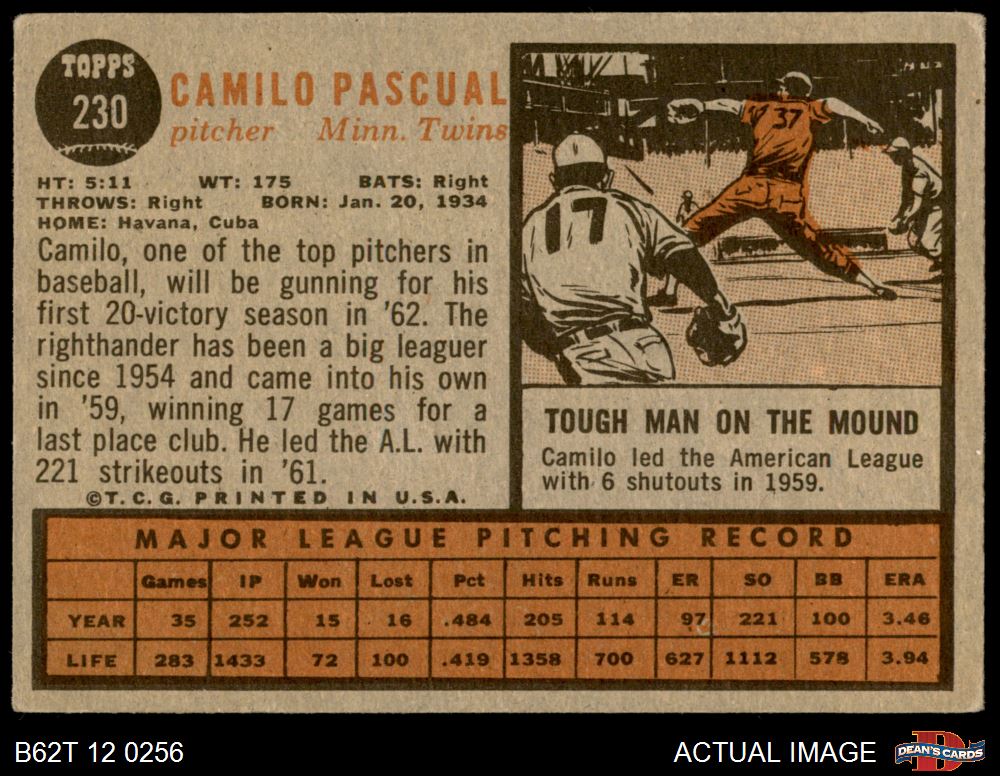 TOPPS
230
CAMILO PASCUAL
pitcher Minn. Twins
HT: 5:11 WT: 175 BATS: Right
THROWS: Right BORN: Jan. 20, 1934
HOME: Havana, Cuba
Camilo, one of the top pitchers in
baseball, will be gunning for his
first 20-victory season in '62. The
righthander has been a big leaguer
since 1954 and came into his own
in '59, winning 17 games for a
last place club. He led the A.L. with
221 strikeouts in '61.
©T.C.G. PRINTED IN U.S.A.
37
17
TOUGH MAN ON THE MOUND
Camilo led the American League
with 6 shutouts in 1959.
MAJOR LEAGUE PITCHING RECORD
Games IP Won Lost Pct Hits Runs ER SO BB ERA
YEAR 35 252 15 16 .484 205 114 97 221 100 3.46
LIFE 283 1433 72 100 .419 1358 700 627 1112 578 3.94
B62T 12 0256
ACTUAL IMAGE
D
DEAN'S CARDS